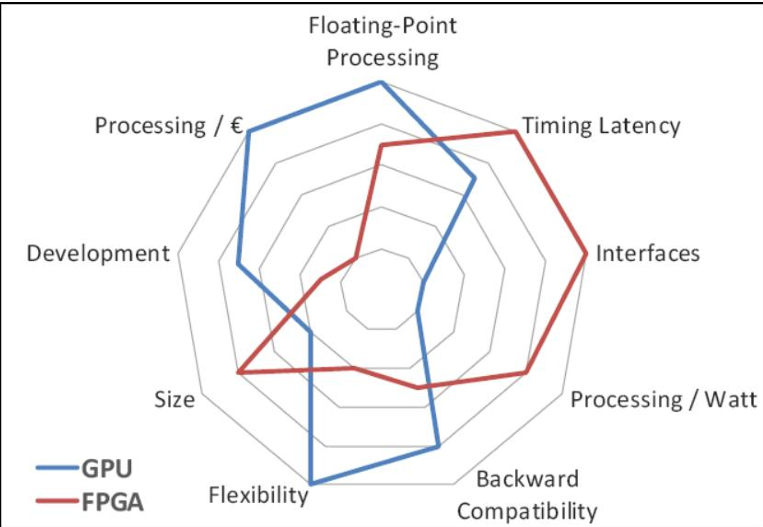 Floating-Point
Processing
Processing / €
Timing Latency
Development
Interfaces
Size
Processing / Watt
Flexibility
Backward
Compatibility
GPU
FPGA